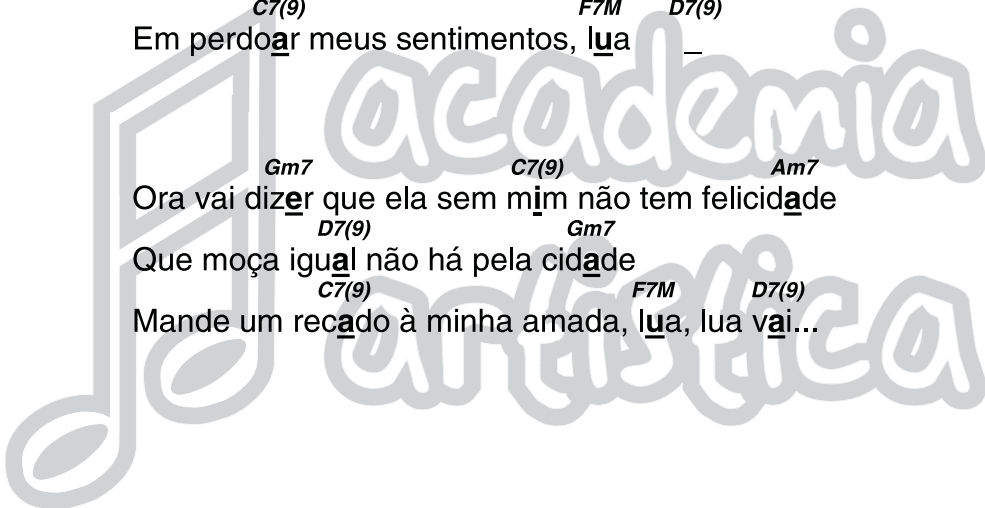 C7(9) F7M D7(9)
Em perdoar meus sentimentos, lua _
Gm7 C7(9) Am7
Ora vai dizer que ela sem mim não tem felicidade
D7(9) Gm7
Que moça igual não há pela cidade
C7(9) F7M D7(9)
Mande um recado à minha amada, lua, lua vai...
academia
artística